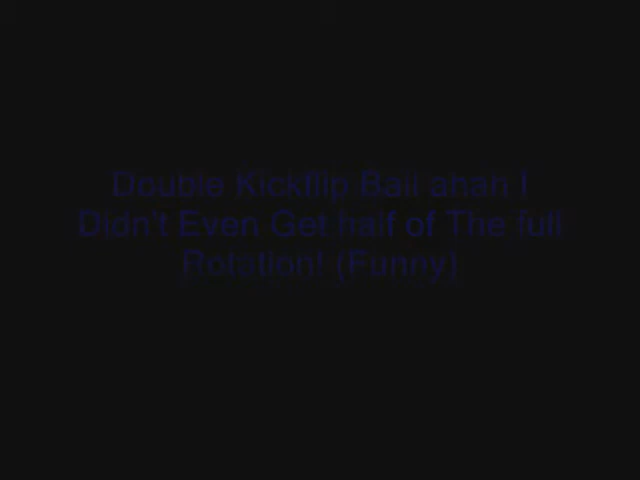 Double Kickflip Bail ahah I
Didn't Even Get half of The full
Rotation! (Funny)